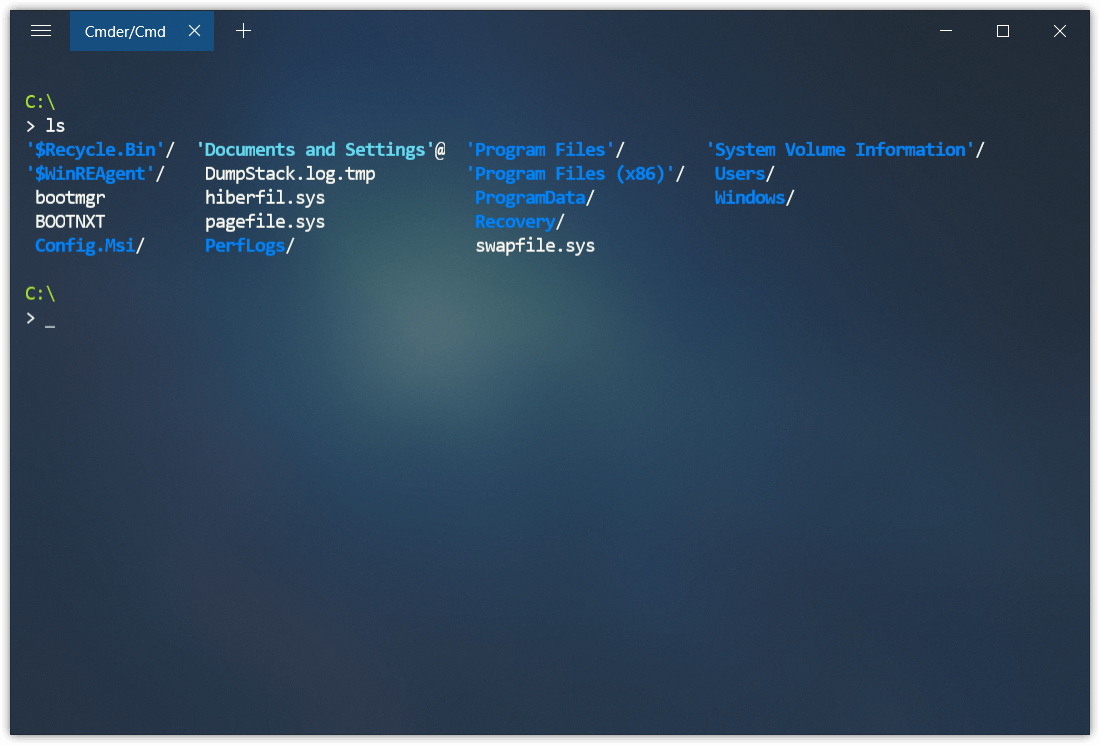 Cmder/Cmd
C:\
> ls
'$Recycle.Bin'/  'Documents and Settings'@  'Program Files'/        'System Volume Information'/
'$WinREAgent'/    DumpStack.log.tmp         'Program Files (x86)'/   Users/
 bootmgr          hiberfil.sys               ProgramData/            Windows/
 BOOTNXT          pagefile.sys               Recovery/
 Config.Msi/      PerfLogs/                  swapfile.sys
C:\
> _